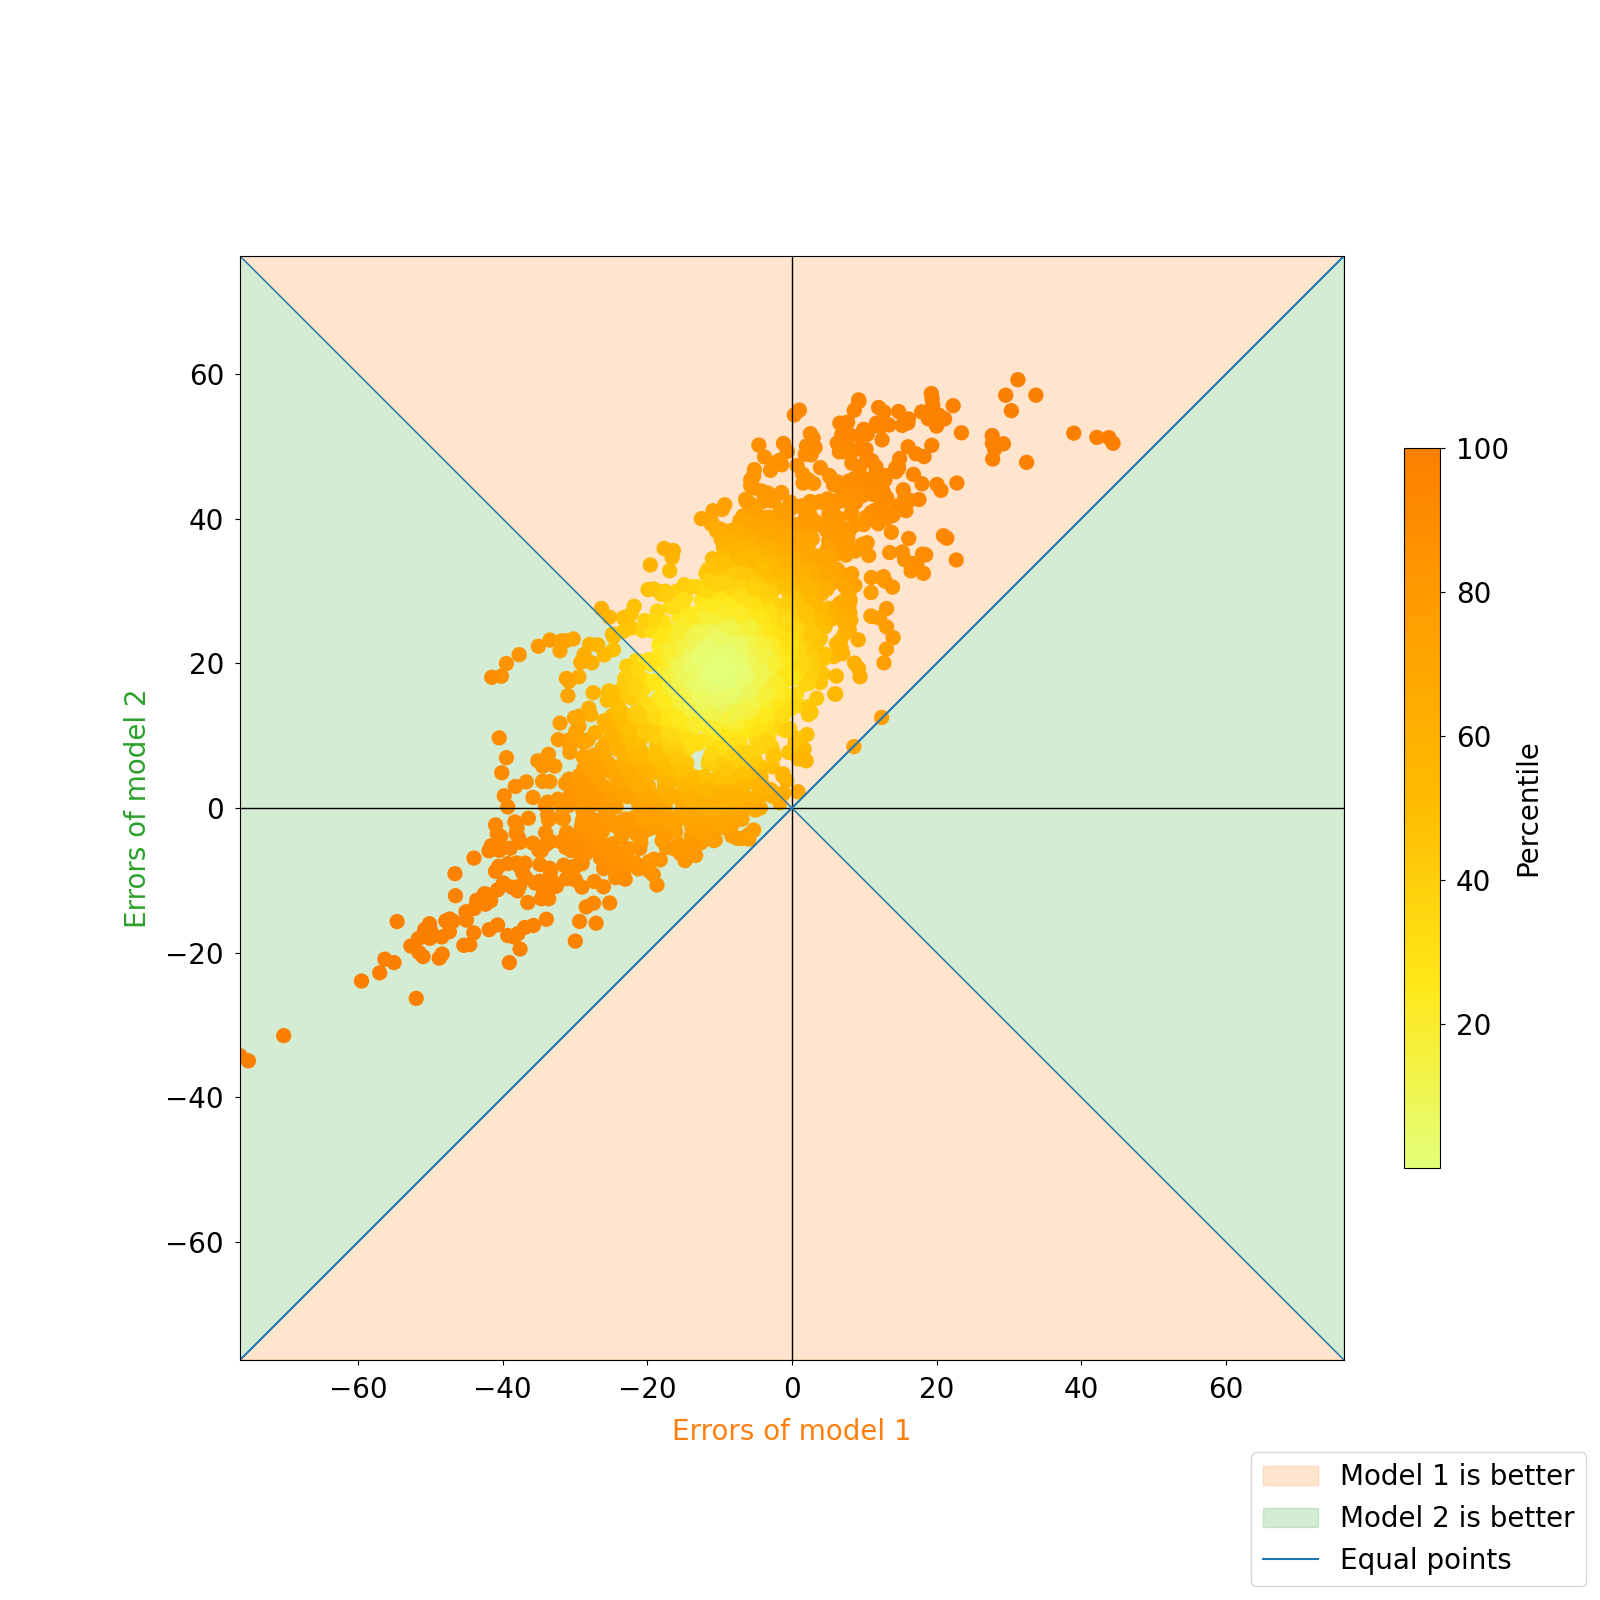 60
40
20
0
−20
−40
−60
Errors of model 2
−60 −40 −20 0 20 40 60
Errors of model 1
100
80
60
40
20
Percentile
Model 1 is better
Model 2 is better
Equal points